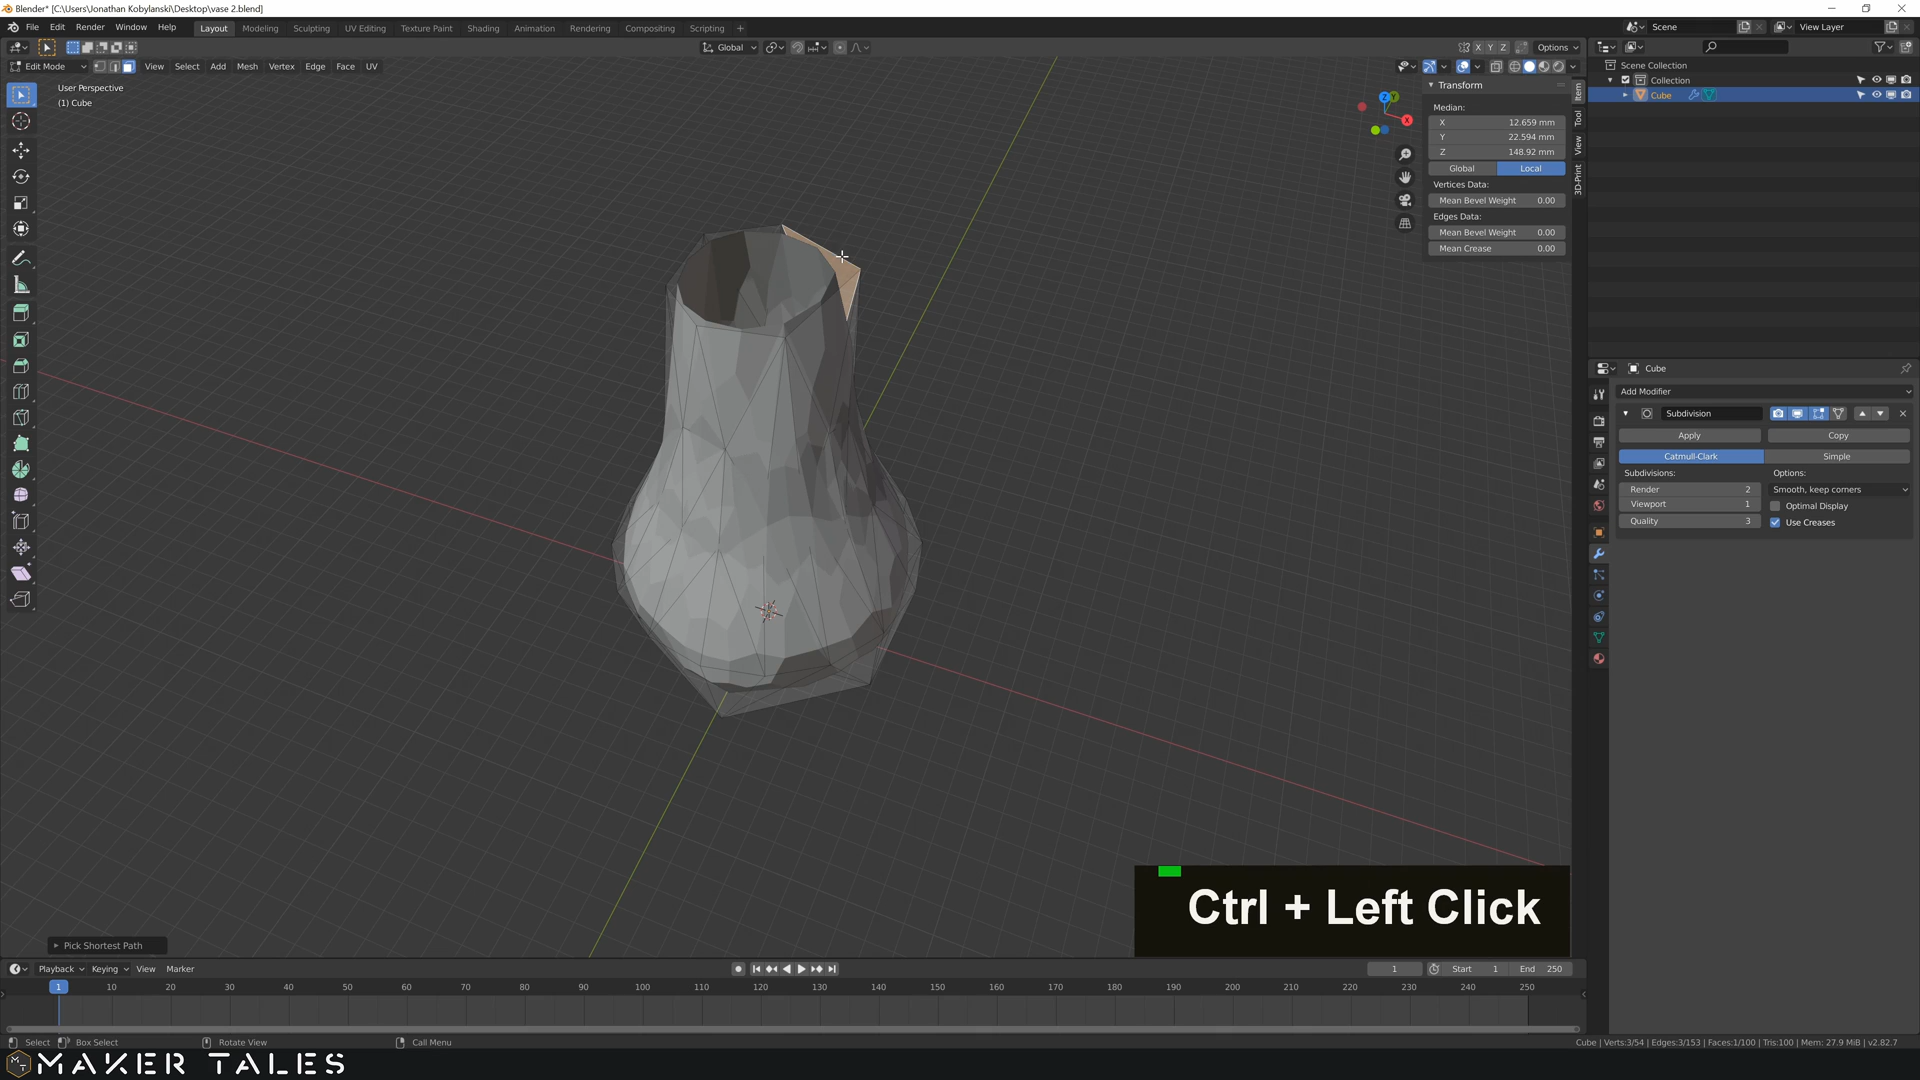 Blender* [C:\Users\Jonathan Kobylanski\Desktop\vase 2.blend]
File Edit Render Window Help
Layout Modeling Sculpting UV Editing Texture Paint Shading Animation Rendering Compositing Scripting +
Scene
View Layer
Global
X Y Z
Options
Edit Mode
View Select Add Mesh Vertex Edge Face UV
User Perspective
(1) Cube
Z
Y
X
Transform
Median:
X 12.659 mm
Y 22.594 mm
Z 148.92 mm
Global Local
Vertices Data:
Mean Bevel Weight 0.00
Edges Data:
Mean Bevel Weight 0.00
Mean Crease 0.00
Item
Tool
View
3D-Print
Scene Collection
Collection
Cube
Cube
Add Modifier
Subdivision
Apply Copy
Catmull-Clark Simple
Subdivisions: Options:
Render 2 Smooth, keep corners
Viewport 1 Optimal Display
Quality 3 Use Creases
Ctrl + Left Click
Pick Shortest Path
Playback Keying View Marker
1
Start 1 End 250
1 10 20 30 40 50 60 70 80 90 100 110 120 130 140 150 160 170 180 190 200 210 220 230 240 250
Select Box Select Rotate View Call Menu
Cube | Verts:3/54 | Edges:3/153 | Faces:1/100 | Tris:100 | Mem: 27.9 MiB | v2.82.7
MAKER TALES